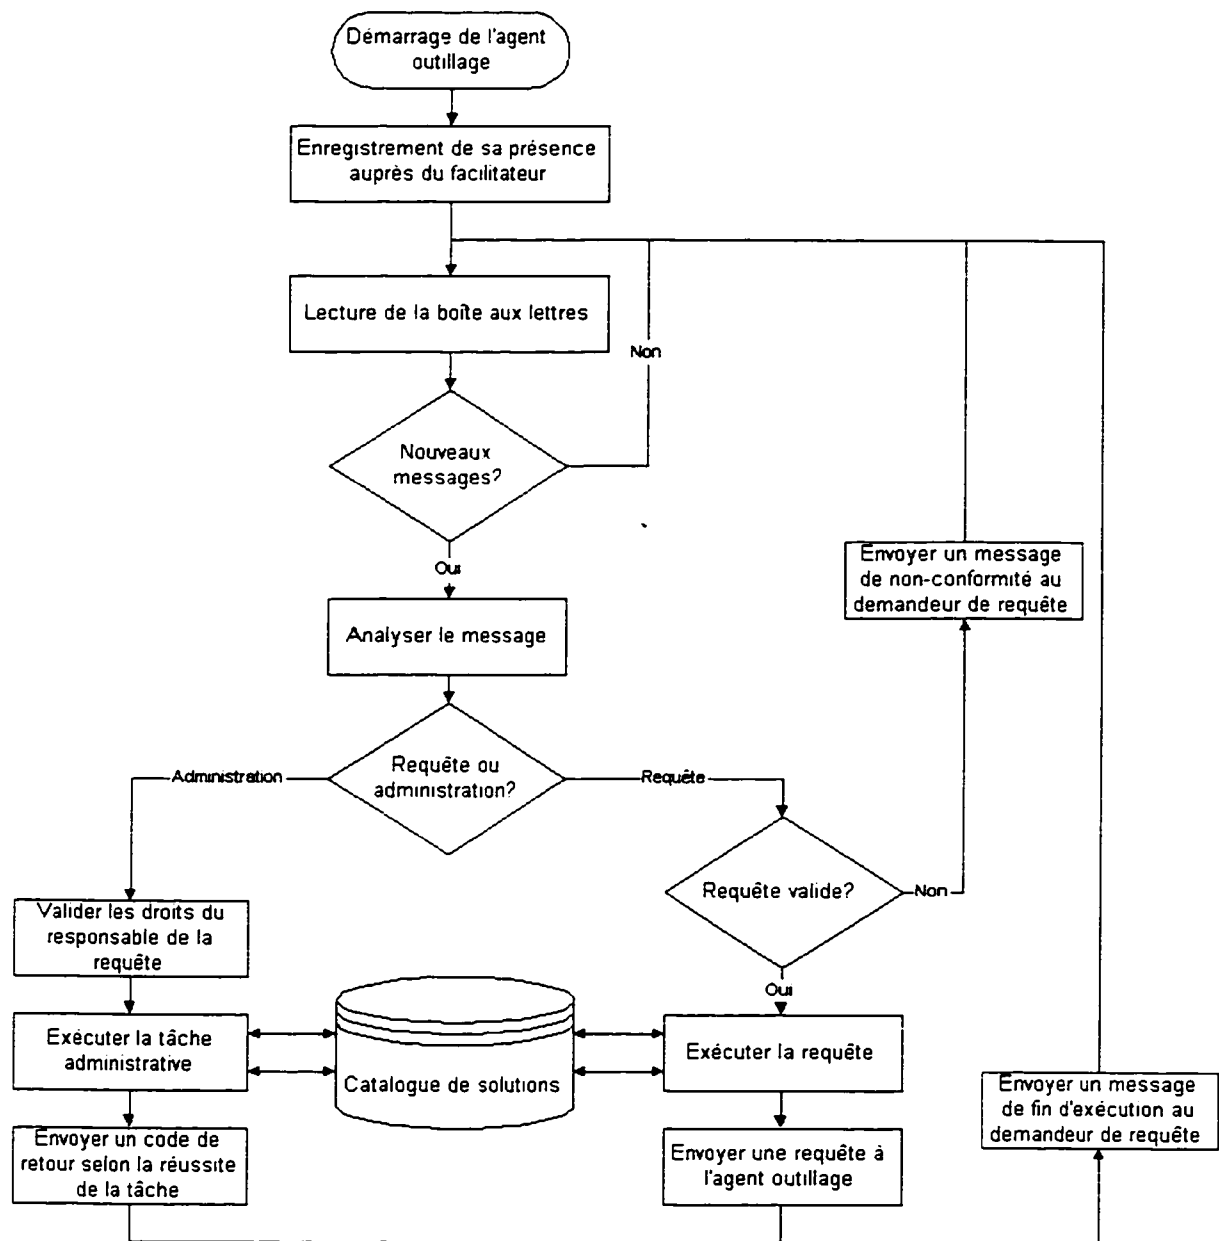 Démarrage de l'agent
outillage
Enregistrement de sa présence
auprès du facilitateur
Lecture de la boîte aux lettres
Non
Nouveaux
messages?
Oui
Envoyer un message
de non-conformité au
demandeur de requête
Analyser le message
Requête ou
administration?
Administration
Requête
Requête valide?
Non
Valider les droits du
responsable de la
requête
Oui
Exécuter la tâche
administrative
Catalogue de solutions
Exécuter la requête
Envoyer un message
de fin d'exécution au
demandeur de requête
Envoyer un code de
retour selon la réussite
de la tâche
Envoyer une requête à
l'agent outillage